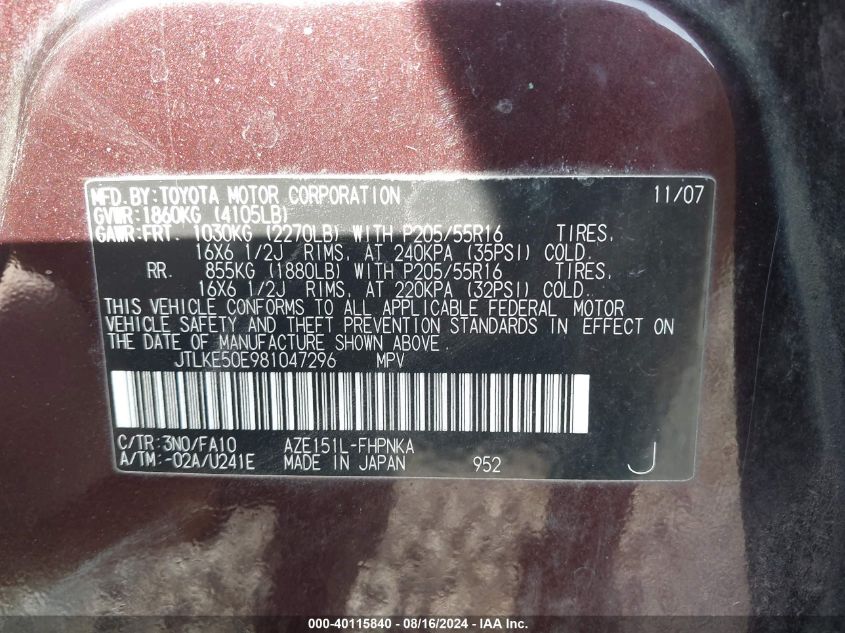 MFD. BY: TOYOTA MOTOR CORPORATION 11/07
GVWR: 1860KG (4105LB)
GAWR: FRT. 1030KG (2270LB) WITH P205/55R16 TIRES,
16X6 1/2J RIMS, AT 240KPA (35PSI) COLD.
RR. 855KG (1880LB) WITH P205/55R16 TIRES,
16X6 1/2J RIMS, AT 220KPA (32PSI) COLD.
THIS VEHICLE CONFORMS TO ALL APPLICABLE FEDERAL MOTOR
VEHICLE SAFETY AND THEFT PREVENTION STANDARDS IN EFFECT ON
THE DATE OF MANUFACTURE SHOWN ABOVE.
JTLKE50E981047296 MPV
C/TR: 3N0/FA10 AZE151L-FHPNKA
A/TM: -02A/U241E MADE IN JAPAN 952 J
000-40115840 - 08/16/2024 - IAA Inc.